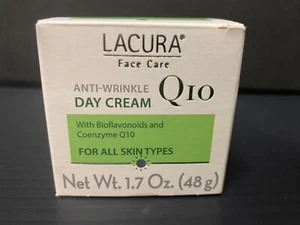 LACURA®
Face Care
ANTI-WRINKLE
DAY CREAM Q10
With Bioflavonoids and
Coenzyme Q10
FOR ALL SKIN TYPES
Net Wt. 1.7 Oz. (48 g)